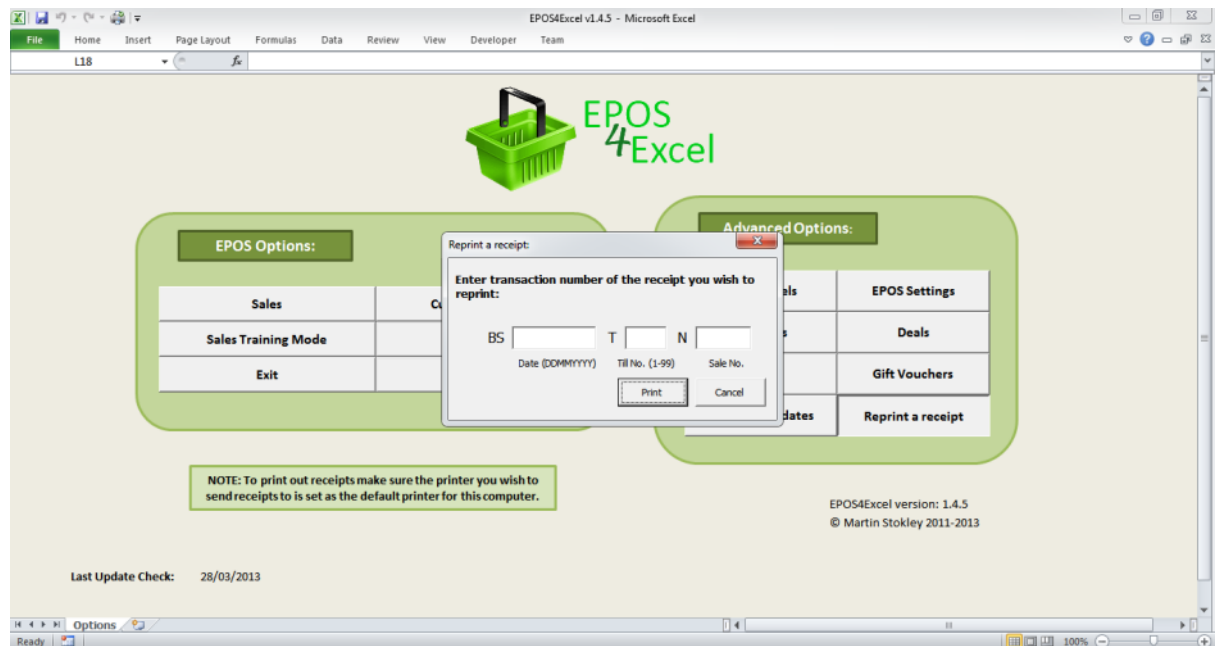 EPOS4Excel v1.4.5 - Microsoft Excel
File Home Insert Page Layout Formulas Data Review View Developer Team
L18 fx
EPOS
4Excel
EPOS Options:
Sales
Sales Training Mode
Exit
Advanced Options:
EPOS Settings
Deals
Gift Vouchers
Reprint a receipt
Reprint a receipt:
Enter transaction number of the receipt you wish to
reprint:
BS T N
Date (DDMMYYYY) Till No. (1-99) Sale No.
Print Cancel
NOTE: To print out receipts make sure the printer you wish to
send receipts to is set as the default printer for this computer.
EPOS4Excel version: 1.4.5
© Martin Stokley 2011-2013
Last Update Check: 28/03/2013
Options
Ready 100%